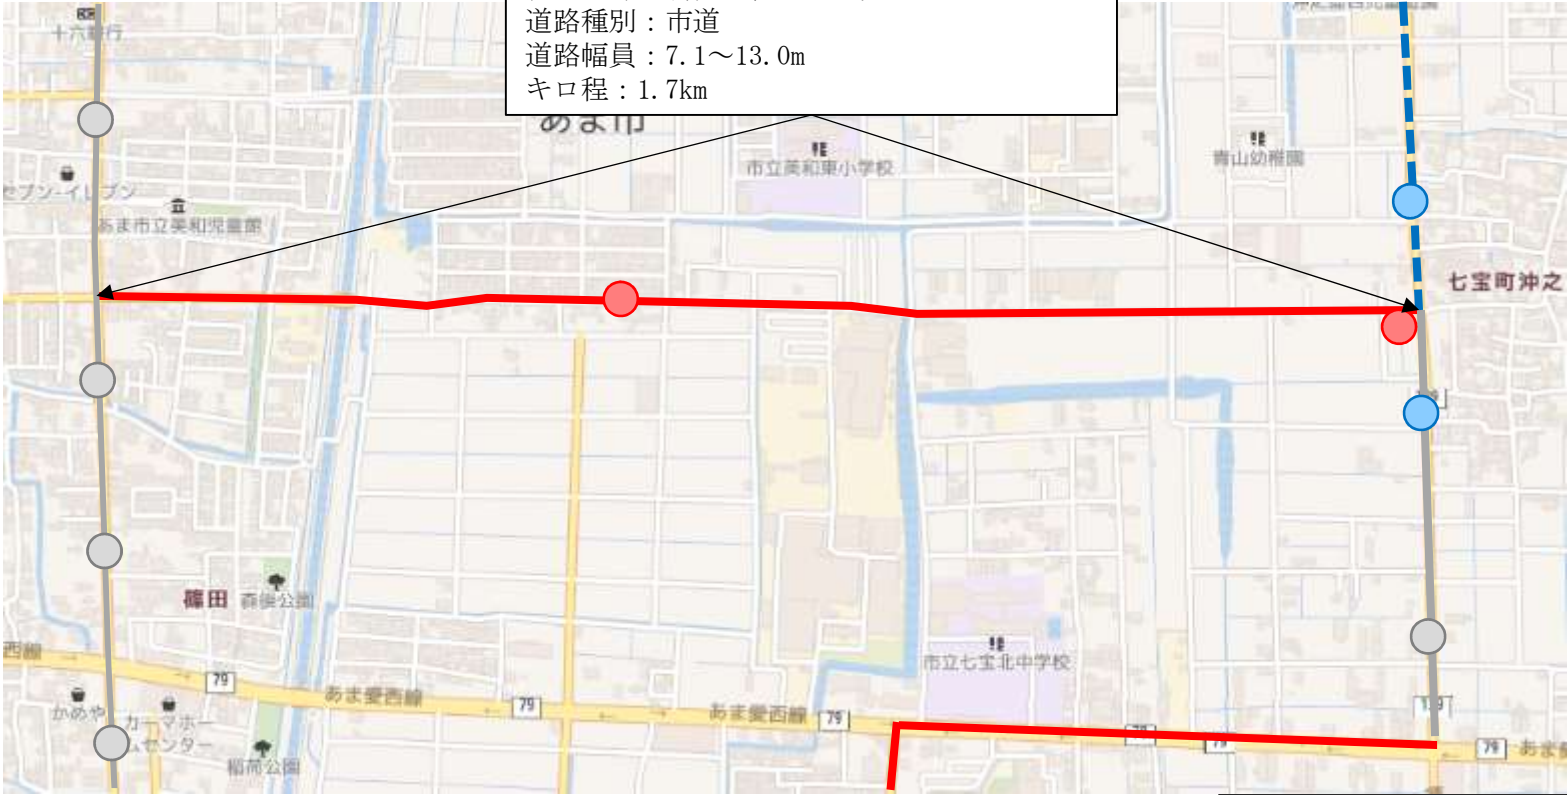 道路種別：市道
道路幅員：7.1～13.0m
キロ程：1.7km
十六銀行
あま市
市立美和東小学校
青山幼稚園
セブン-イレブン
あま市立美和児童館
七宝町沖之
篠田
森後公園
市立七宝北中学校
西線
79
あま愛西線
79
あま愛西線
79
79
79
79
あま愛
かめや
カーマホー
ムセンター
稲荷公園